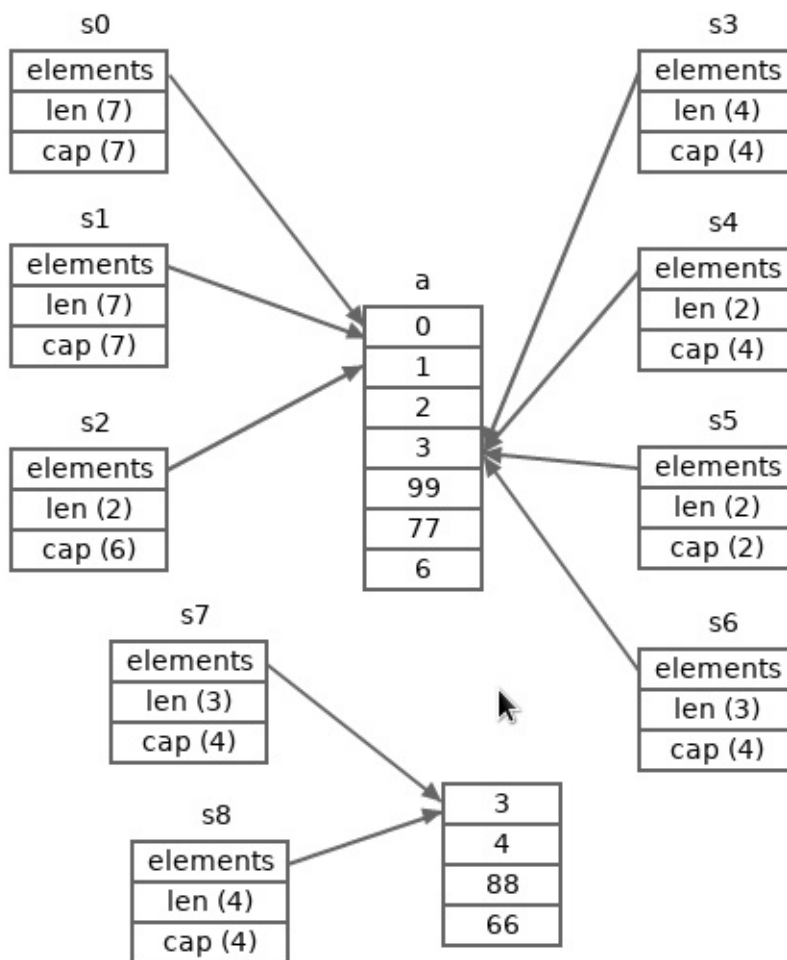 s0
elements
len (7)
cap (7)
s1
elements
len (7)
cap (7)
s2
elements
len (2)
cap (6)
a
0
1
2
3
99
77
6
s3
elements
len (4)
cap (4)
s4
elements
len (2)
cap (4)
s5
elements
len (2)
cap (2)
s6
elements
len (3)
cap (4)
s7
elements
len (3)
cap (4)
s8
elements
len (4)
cap (4)
3
4
88
66